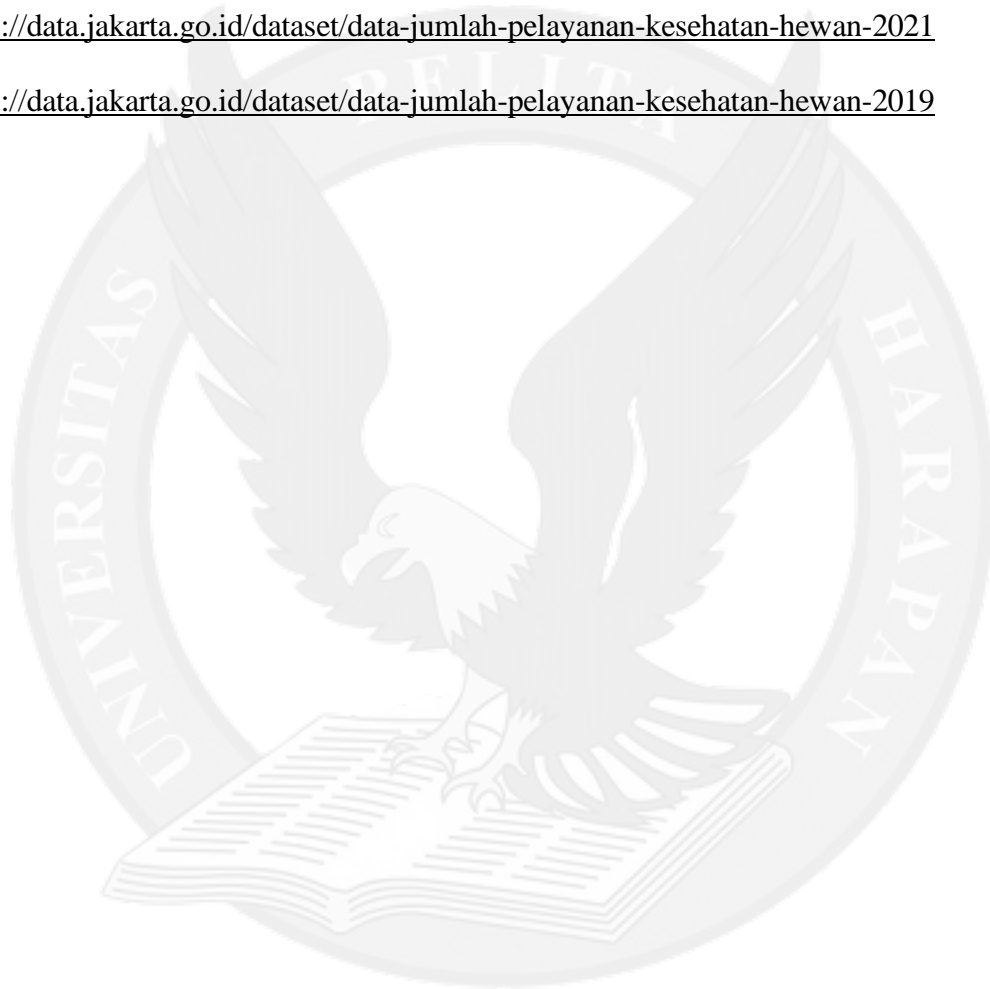 ://data.jakarta.go.id/dataset/data-jumlah-pelayanan-kesehatan-hewan-2021
://data.jakarta.go.id/dataset/data-jumlah-pelayanan-kesehatan-hewan-2019
UNIVERSITAS PELITA HARAPAN